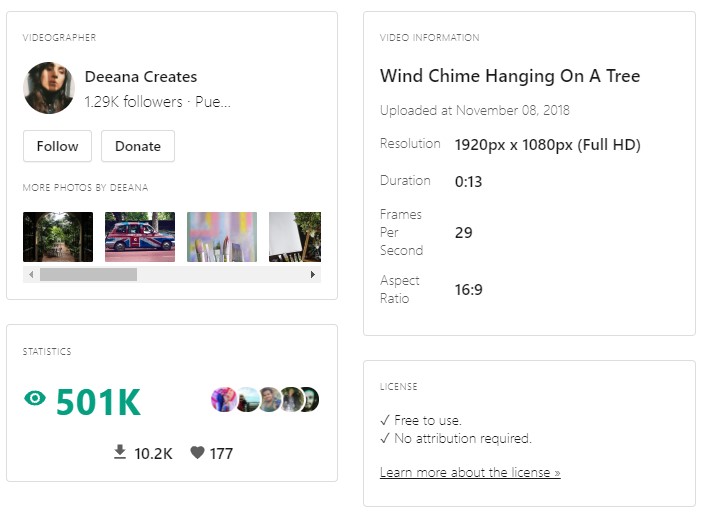 VIDEOGRAPHER
Deeana Creates
1.29K followers · Pue...
Follow
Donate
MORE PHOTOS BY DEEANA
STATISTICS
501K
10.2K
177
VIDEO INFORMATION
Wind Chime Hanging On A Tree
Uploaded at November 08, 2018
Resolution 1920px x 1080px (Full HD)
Duration 0:13
Frames
Per
Second
29
Aspect
Ratio
16:9
LICENSE
✓ Free to use.
✓ No attribution required.
Learn more about the license »